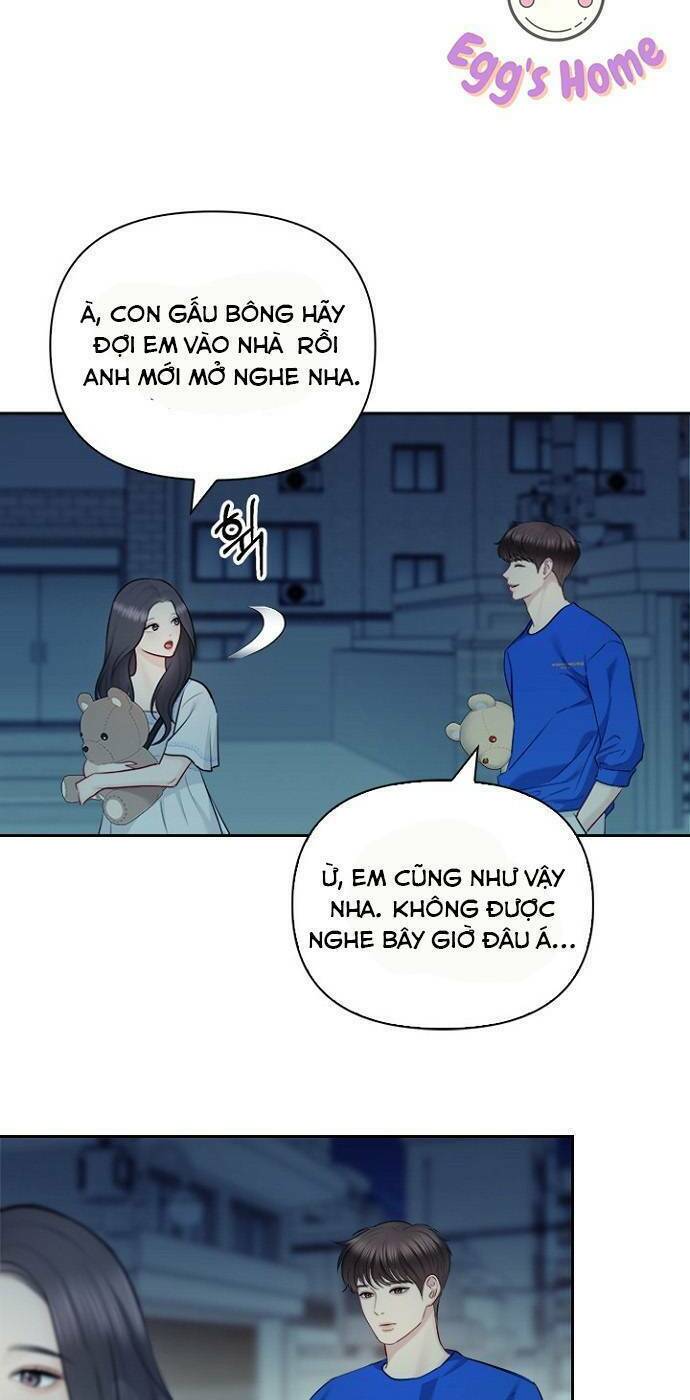 Egg's Home
À, CON GẤU BÔNG HÃY
ĐỢI EM VÀO NHÀ RỒI
ANH MỚI MỞ NGHE NHA.
휙
Ừ, EM CŨNG NHƯ VẬY
NHA. KHÔNG ĐƯỢC
NGHE BÂY GIỜ ĐÂU Á...